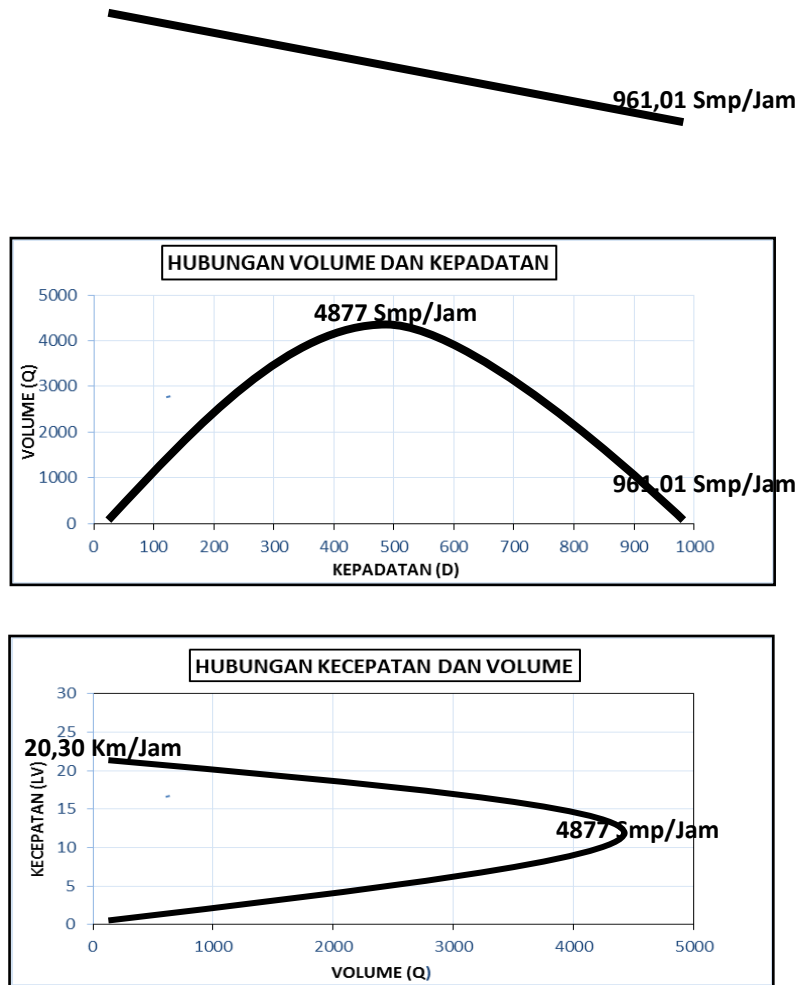 961,01 Smp/Jam
HUBUNGAN VOLUME DAN KEPADATAN
VOLUME (Q)
5000
4000
3000
2000
1000
0
4877 Smp/Jam
961.01 Smp/Jam
0 100 200 300 400 500 600 700 800 900 1000
KEPADATAN (D)
HUBUNGAN KECEPATAN DAN VOLUME
KECEPATAN (LV)
30
25
20
15
10
5
0
20,30 Km/Jam
4877 Smp/Jam
0 1000 2000 3000 4000 5000
VOLUME (Q)